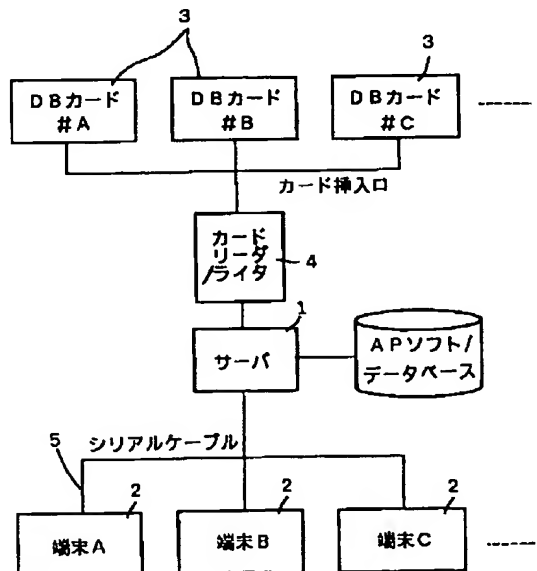 3
3
DBカード
#A
DBカード
#B
DBカード
#C
カード挿入口
カード
リーダ
/ライタ
4
1
サーバ
APソフト/
データベース
シリアルケーブル
5
2
2
2
端末A
端末B
端末C